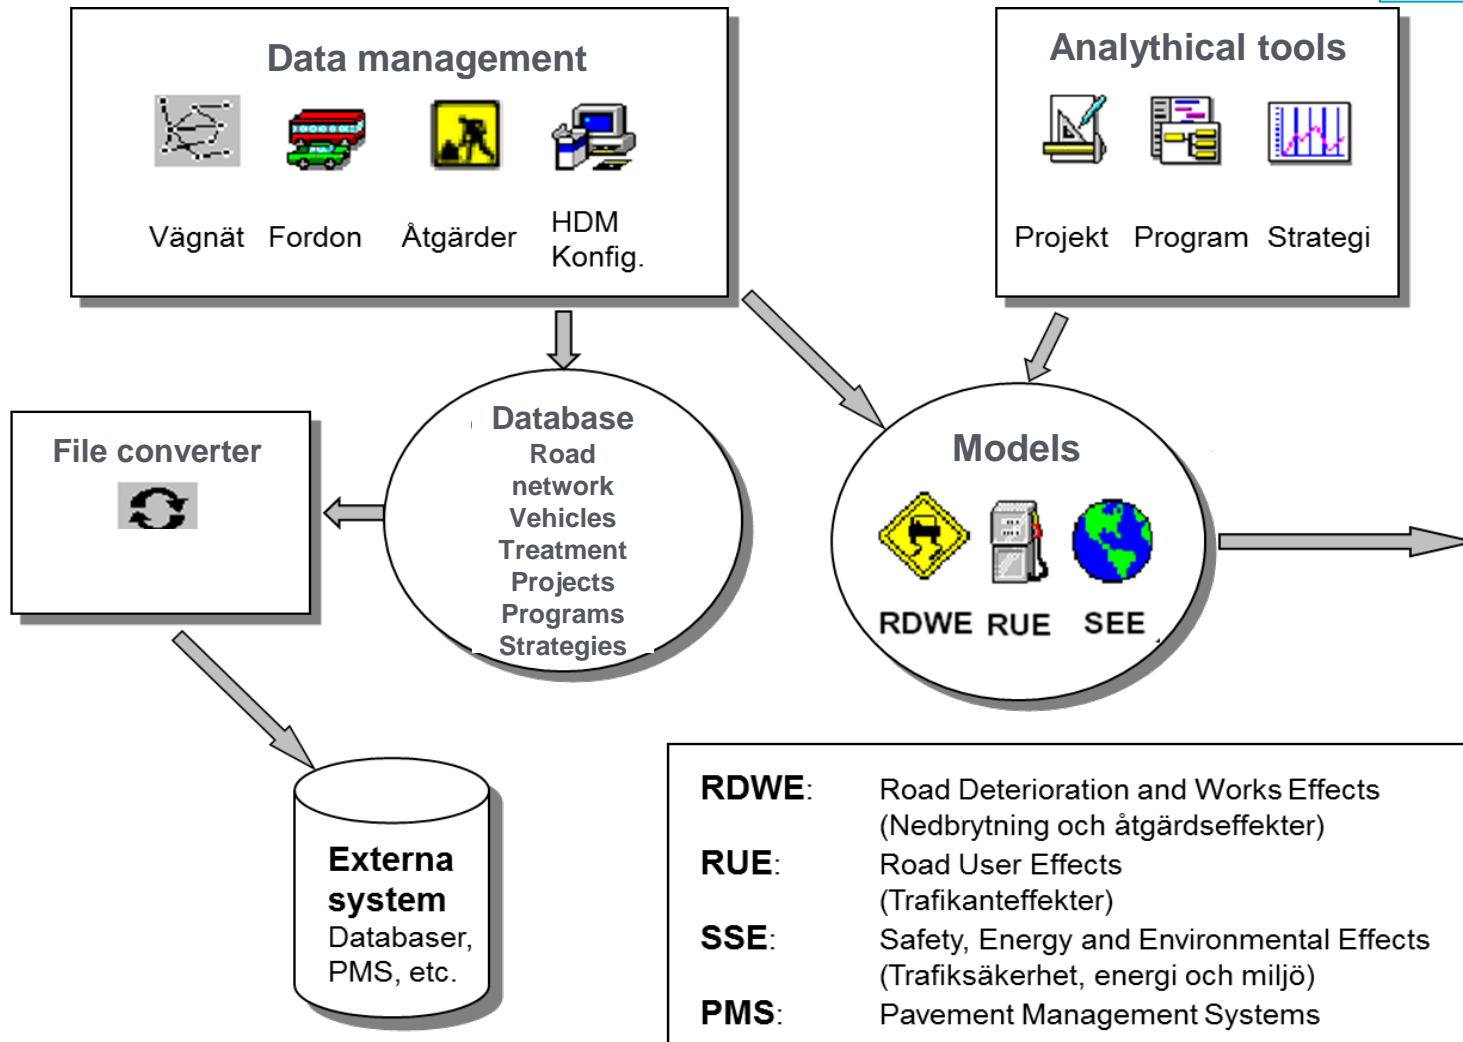 Data management
Vägnät Fordon Åtgärder HDM Konfig.
Analythical tools
Projekt Program Strategi
File converter
Database
Road
network
Vehicles
Treatment
Projects
Programs
Strategies
Models
RDWE RUE SEE
Externa
system
Databaser,
PMS, etc.
RDWE: Road Deterioration and Works Effects
(Nedbrytning och åtgärdseffekter)
RUE: Road User Effects
(Trafikanteffekter)
SSE: Safety, Energy and Environmental Effects
(Trafiksäkerhet, energi och miljö)
PMS: Pavement Management Systems